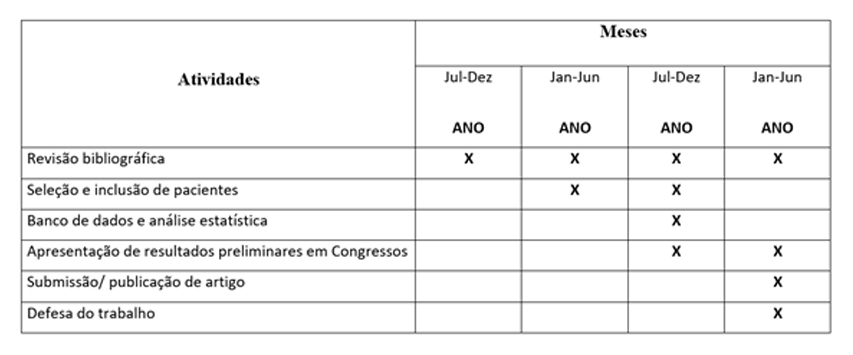 Meses
Atividades
Jul-Dez Jan-Jun Jul-Dez Jan-Jun
ANO ANO ANO ANO
Revisão bibliográfica X X X X
Seleção e inclusão de pacientes X X
Banco de dados e análise estatística X
Apresentação de resultados preliminares em Congressos X X
Submissão/ publicação de artigo X
Defesa do trabalho X